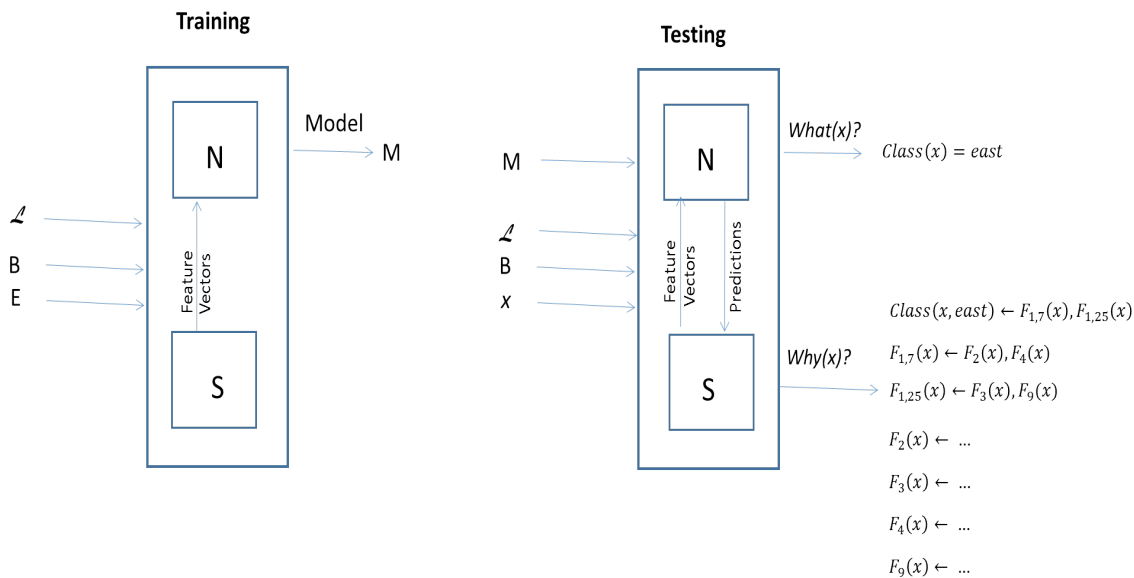 Training
N
Model
M
ℒ
B
E
Feature
Vectors
S
Testing
M
N
What(x)?
Class(x) = east
ℒ
B
x
Feature
Vectors
Predictions
S
Why(x)?
Class(x, east) ← F₁,₇(x), F₁,₂₅(x)
F₁,₇(x) ← F₂(x), F₄(x)
F₁,₂₅(x) ← F₃(x), F₉(x)
F₂(x) ← ...
F₃(x) ← ...
F₄(x) ← ...
F₉(x) ← ...